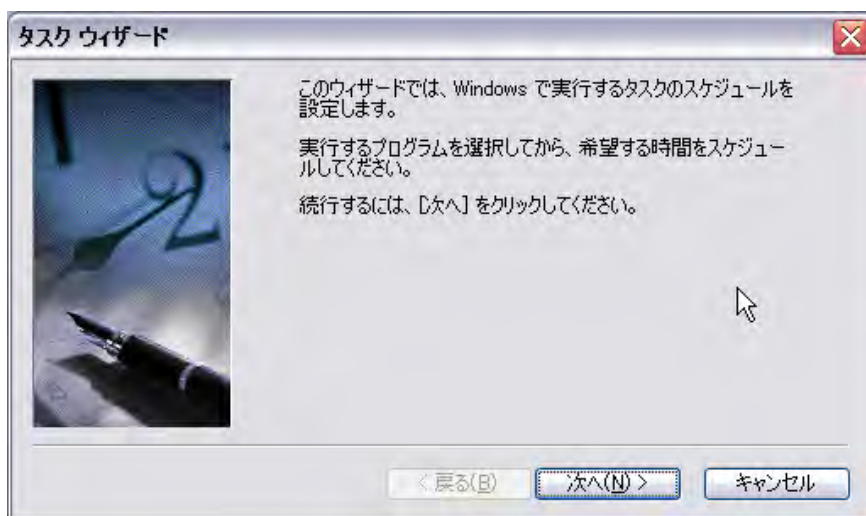 タスク ウィザード
このウィザードでは、Windows で実行するタスクのスケジュールを
設定します。
実行するプログラムを選択してから、希望する時間をスケジュー
ルしてください。
続行するには、[次へ] をクリックしてください。
12
< 戻る(B)
次へ(N) >
キャンセル